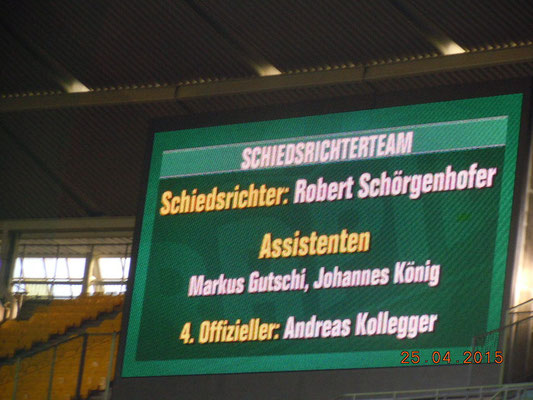 SCHIEDSRICHTERTEAM
Schiedsrichter: Robert Schörgenhofer
Assistenten
Markus Gutschi, Johannes König
4. Offizieller: Andreas Kollegger
25.04.2015